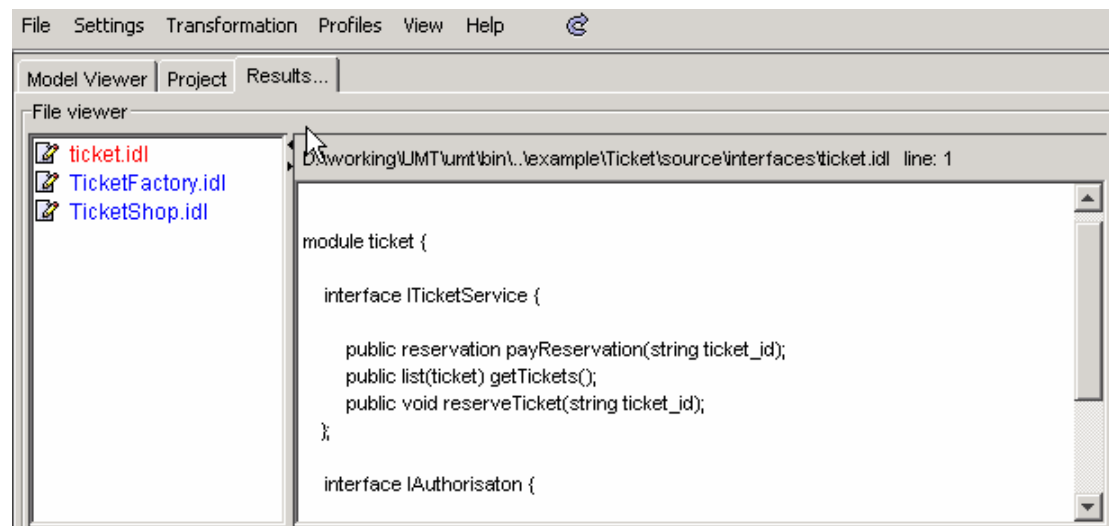 File Settings Transformation Profiles View Help
Model Viewer Project Results...
File viewer
ticket.idl
TicketFactory.idl
TicketShop.idl
D:\working\UMT\umt\bin\..\example\Ticket\source\interfaces\ticket.idl line: 1
module ticket {
interface ITicketService {
public reservation payReservation(string ticket_id);
public list(ticket) getTickets();
public void reserveTicket(string ticket_id);
};
interface IAuthorisaton {